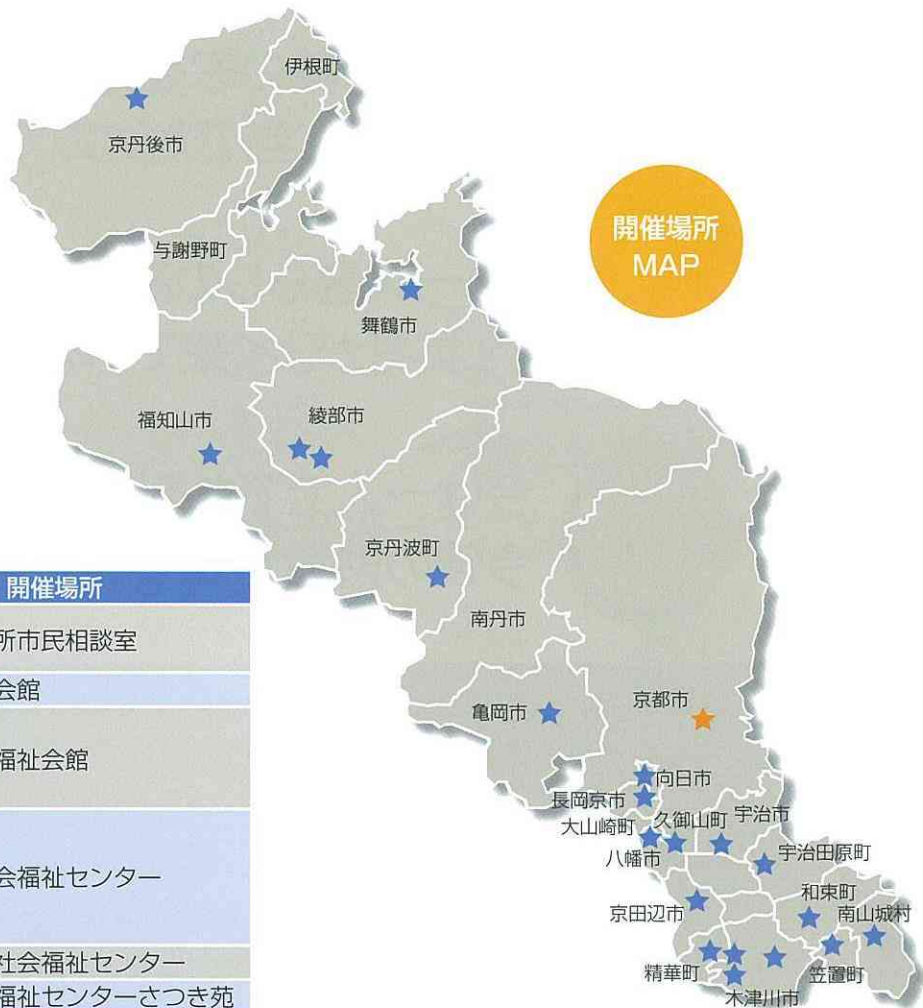 伊根町
京丹後市
開催場所
MAP
与謝野町
舞鶴市
福知山市
綾部市
京丹波町
南丹市
亀岡市
京都市
向日市
長岡京市
大山崎町
久御山町
宇治市
八幡市
宇治田原町
京田辺市
和束町
南山城村
精華町
笠置町
木津川市
開催場所
所市民相談室
会館
福祉会館
会福祉センター
社会福祉センター
福祉センターさつき苑